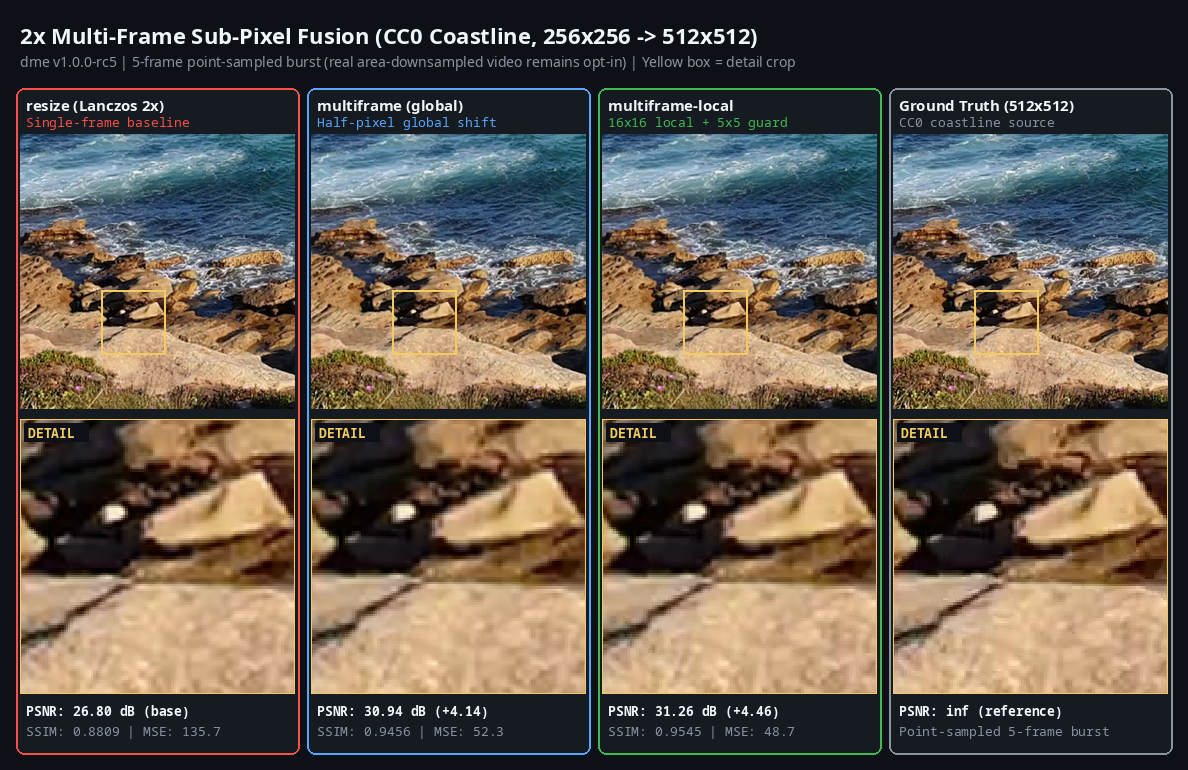 2x Multi-Frame Sub-Pixel Fusion (CC0 Coastline, 256x256 -> 512x512)
dme v1.0.0-rc5 | 5-frame point-sampled burst (real area-downsampled video remains opt-in) | Yellow box = detail crop
resize (Lanczos 2x)
Single-frame baseline
DETAIL
PSNR: 26.80 dB (base)
SSIM: 0.8809 | MSE: 135.7
multiframe (global)
Half-pixel global shift
DETAIL
PSNR: 30.94 dB (+4.14)
SSIM: 0.9456 | MSE: 52.3
multiframe-local
16x16 local + 5x5 guard
DETAIL
PSNR: 31.26 dB (+4.46)
SSIM: 0.9545 | MSE: 48.7
Ground Truth (512x512)
CC0 coastline source
DETAIL
PSNR: inf (reference)
Point-sampled 5-frame burst